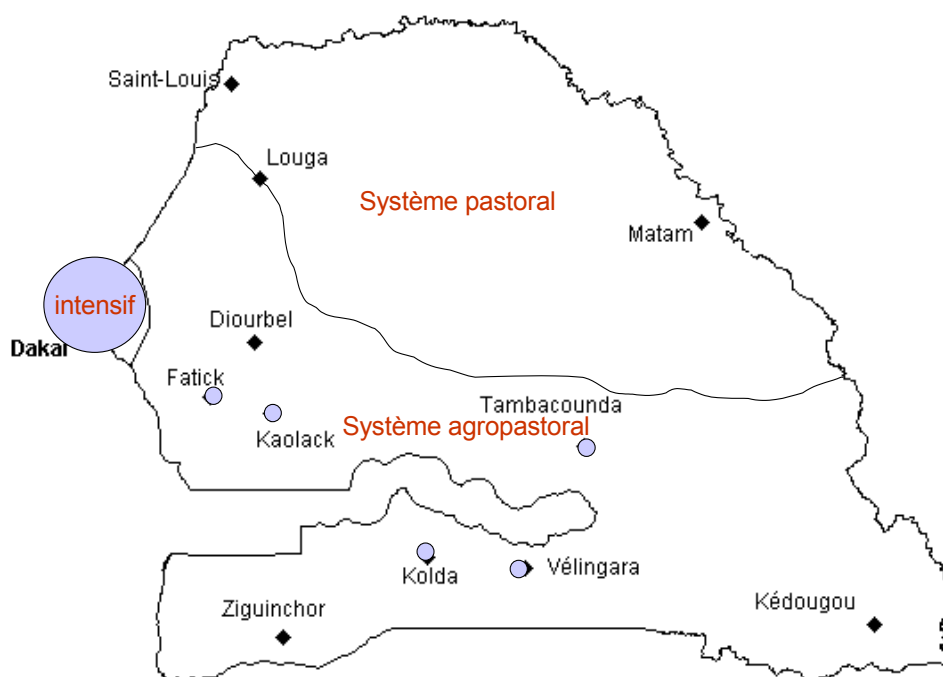 Saint-Louis
Louga
Système pastoral
Matam
intensif
Diourbel
Dakar
Fatick
Tambacounda
Kaolack
Système agropastoral
Kolda
Vélingara
Ziguinchor
Kédougou